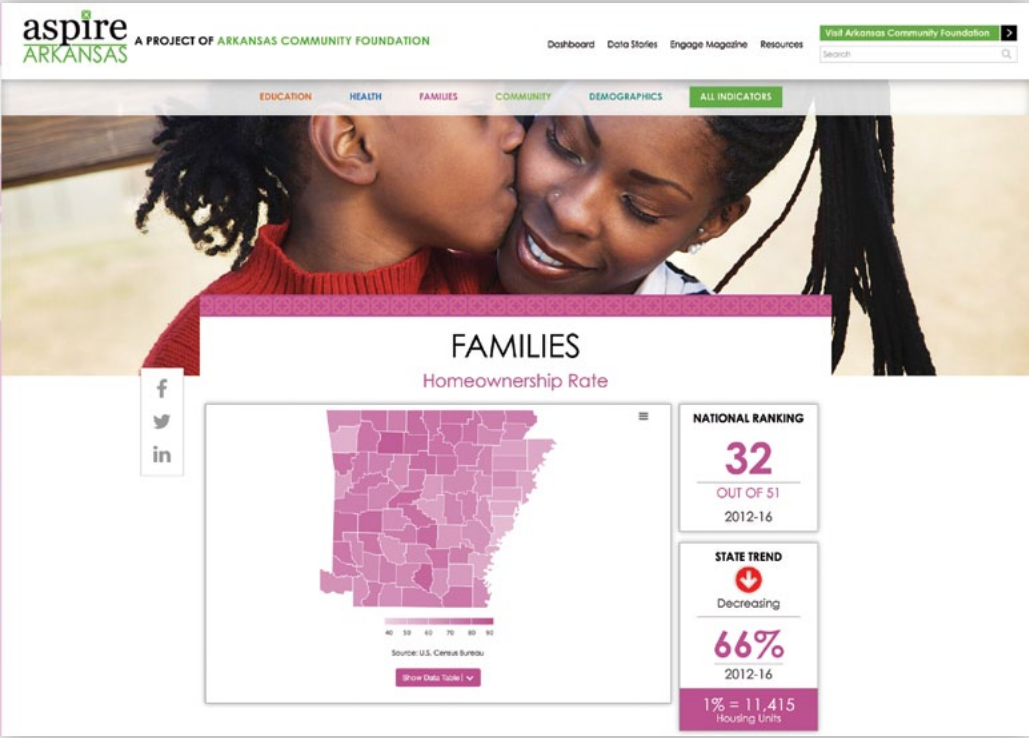 aspire
ARKANSAS
A PROJECT OF ARKANSAS COMMUNITY FOUNDATION
Dashboard Data Stories Engage Magazine Resources
Visit Arkansas Community Foundation
Search
EDUCATION HEALTH FAMILIES COMMUNITY DEMOGRAPHICS ALL INDICATORS
FAMILIES
Homeownership Rate
40 50 60 70 80 90
Source: U.S. Census Bureau
Show Data Table
NATIONAL RANKING
32
OUT OF 51
2012-16
STATE TREND
Decreasing
66%
2012-16
1% = 11,415
Housing Units